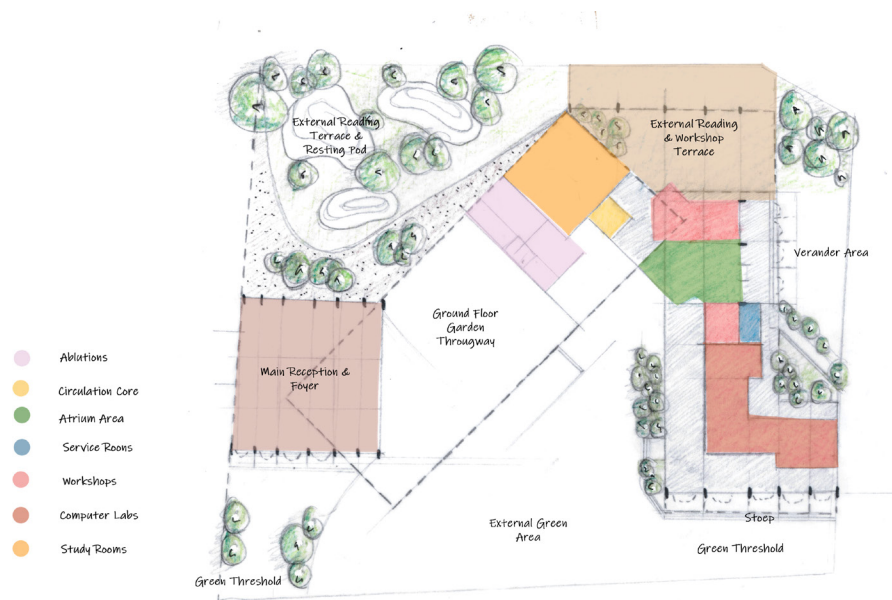 External Reading
Terrace &
Resting Pod
External Reading
& Workshop
Terrace
Verander Area
Ground Floor
Garden
Througway
Main Reception &
Foyer
Ablutions
Circulation Core
Atrium Area
Service Rooms
Workshops
Computer Labs
Study Rooms
Stoep
External Green
Area
Green Threshold
Green Threshold